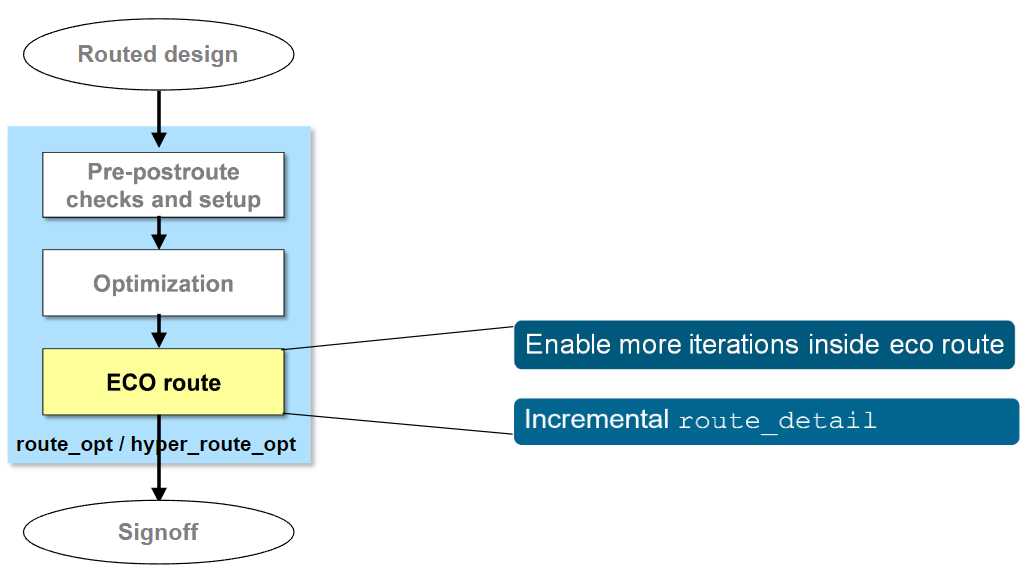 Routed design
Pre-postroute
checks and setup
Optimization
ECO route
route_opt / hyper_route_opt
Signoff
Enable more iterations inside eco route
Incremental route_detail